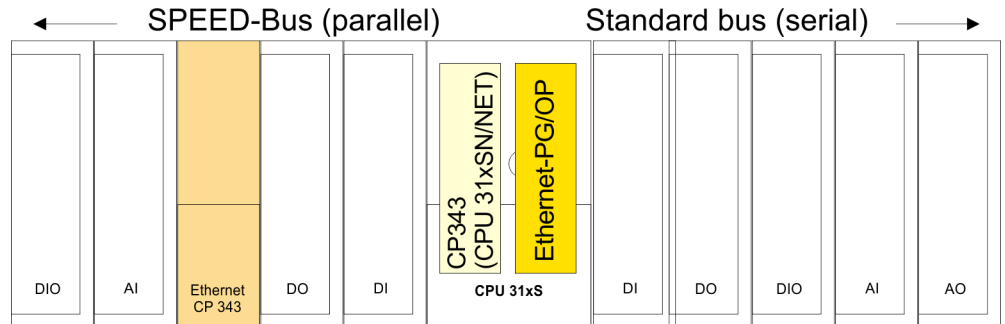 SPEED-Bus (parallel)
Standard bus (serial)
CP343
(CPU 31xSN/NET)
Ethernet-PG/OP
DIO
AI
Ethernet
CP 343
DO
DI
CPU 31xS
DI
DO
DIO
AI
AO